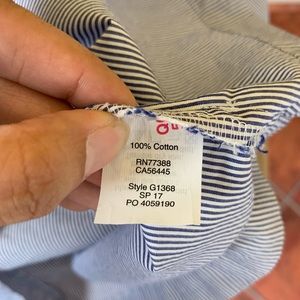 100% Cotton
RN77388
CA56445
Style G1368
SP 17
PO 4059190